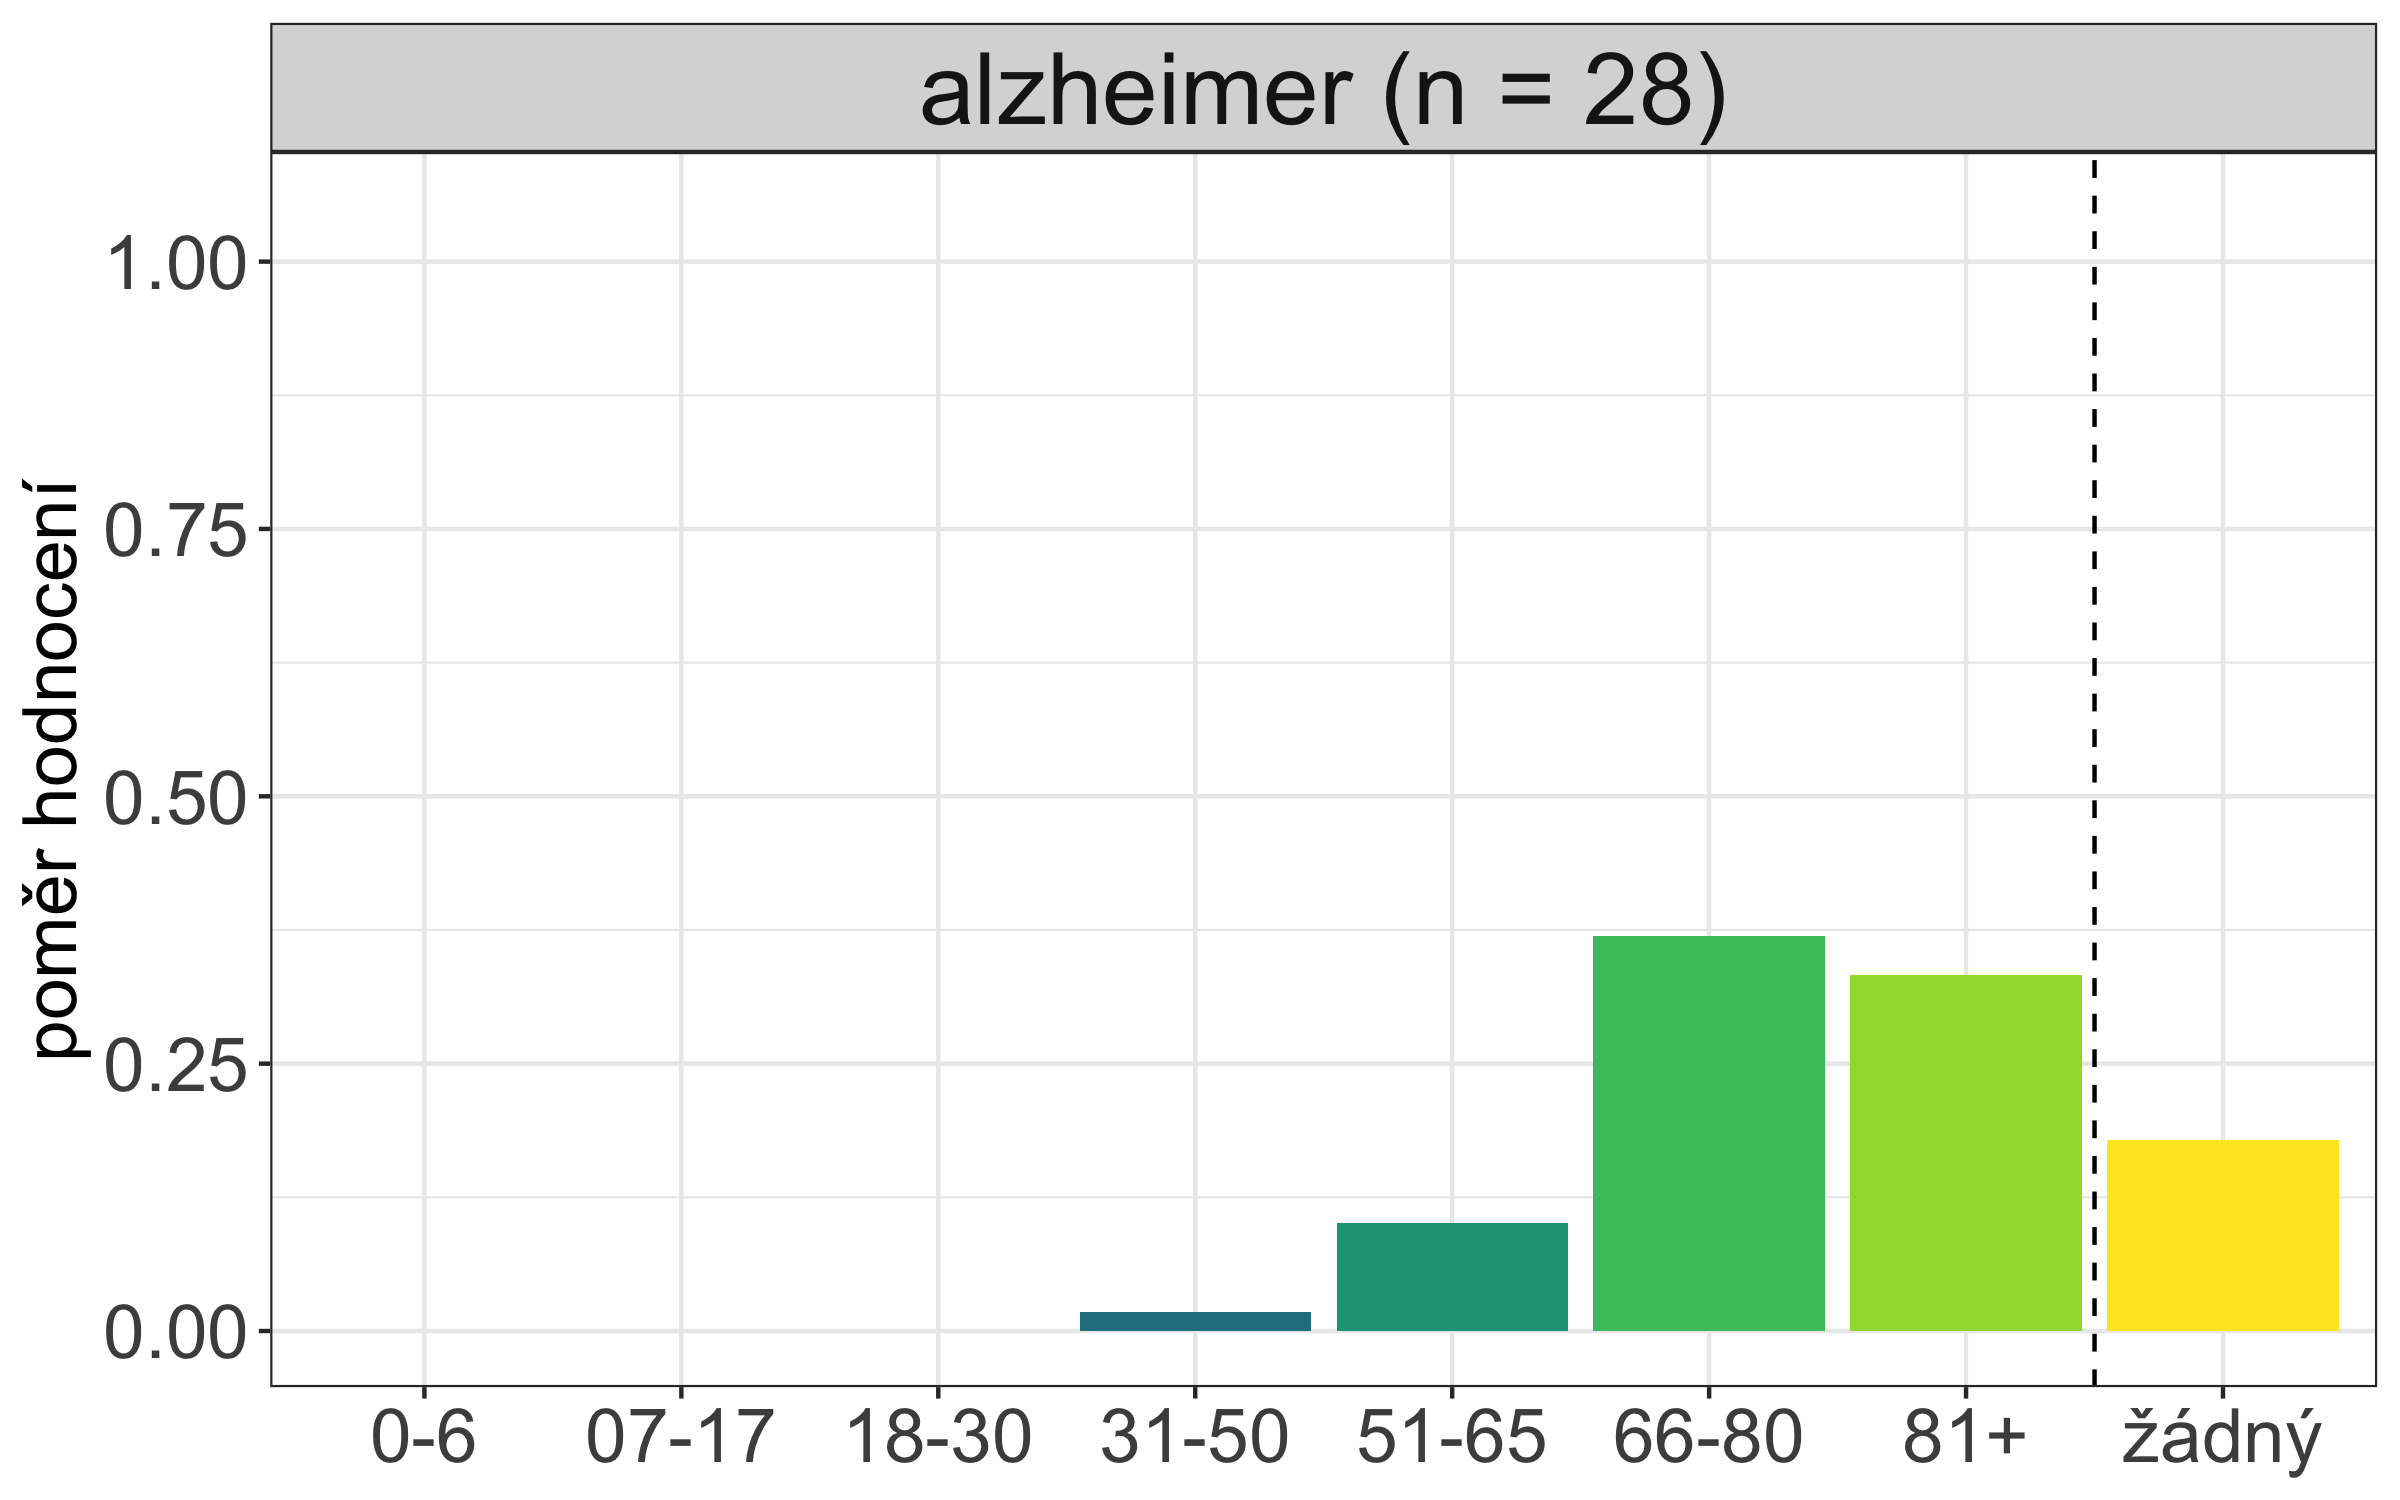 alzheimer (n = 28)
poměr hodnocení
1.00
0.75
0.50
0.25
0.00
0-6 07-17 18-30 31-50 51-65 66-80 81+ žádný